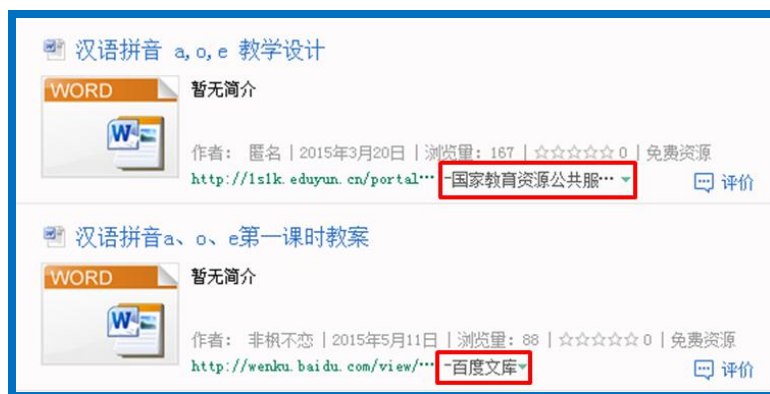 汉语拼音 a,o,e 教学设计
WORD
暂无简介
W
作者： 匿名 | 2015年3月20日 | 浏览量：167 | ☆☆☆☆☆ 0 | 免费资源
http://1s1k.eduyun.cn/portal… -国家教育资源公共服… 评价
汉语拼音a、o、e第一课时教案
WORD
暂无简介
W
作者： 非枳不恋 | 2015年5月11日 | 浏览量：88 | ☆☆☆☆☆ 0 | 免费资源
http://wenku.baidu.com/view/… -百度文库 评价